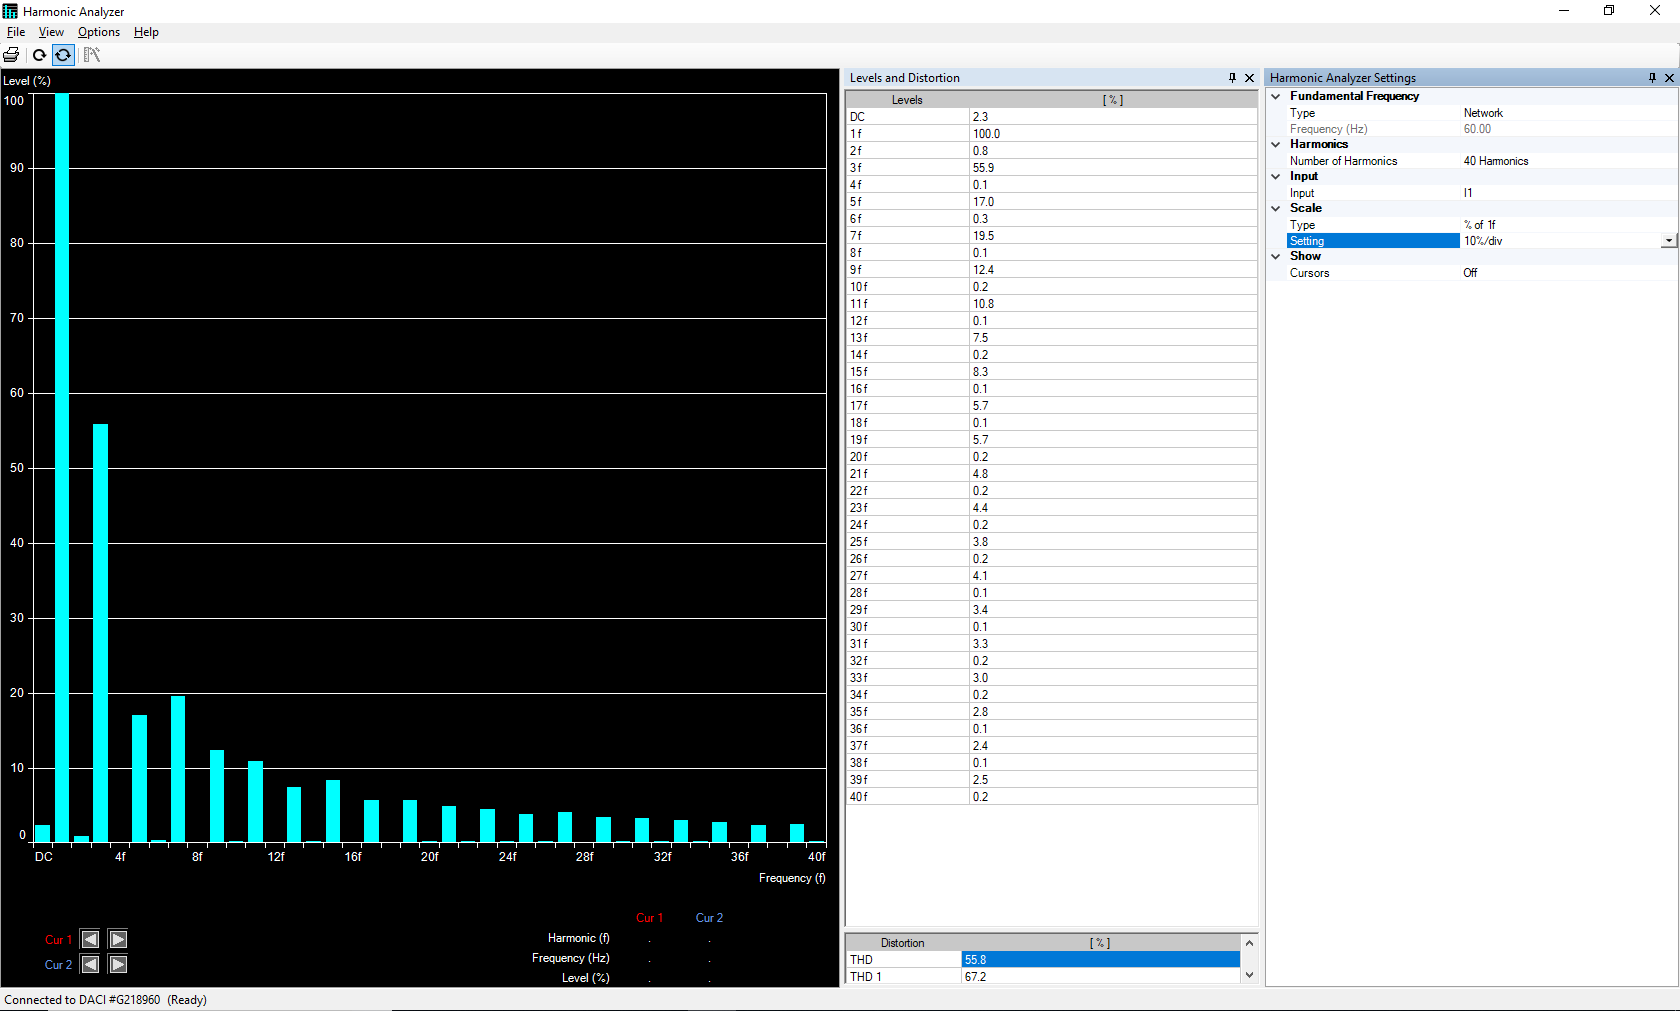 Harmonic Analyzer
File View Options Help
Level (%)
100
90
80
70
60
50
40
30
20
10
0
DC 4f 8f 12f 16f 20f 24f 28f 32f 36f 40f
Frequency (f)
Cur 1 Cur 2
Cur 1
Cur 2
Harmonic (f) . .
Frequency (Hz) . .
Level (%) . .
Levels and Distortion
Levels [ % ]
DC 2.3
1f 100.0
2f 0.8
3f 55.9
4f 0.1
5f 17.0
6f 0.3
7f 19.5
8f 0.1
9f 12.4
10f 0.2
11f 10.8
12f 0.1
13f 7.5
14f 0.2
15f 8.3
16f 0.1
17f 5.7
18f 0.1
19f 5.7
20f 0.2
21f 4.8
22f 0.2
23f 4.4
24f 0.2
25f 3.8
26f 0.2
27f 4.1
28f 0.1
29f 3.4
30f 0.1
31f 3.3
32f 0.2
33f 3.0
34f 0.2
35f 2.8
36f 0.1
37f 2.4
38f 0.1
39f 2.5
40f 0.2
Distortion [ % ]
THD 55.8
THD 1 67.2
Harmonic Analyzer Settings
Fundamental Frequency
Type Network
Frequency (Hz) 60.00
Harmonics
Number of Harmonics 40 Harmonics
Input
Input I1
Scale
Type % of 1f
Setting 10%/div
Show
Cursors Off
Connected to DACI #G218960 (Ready)